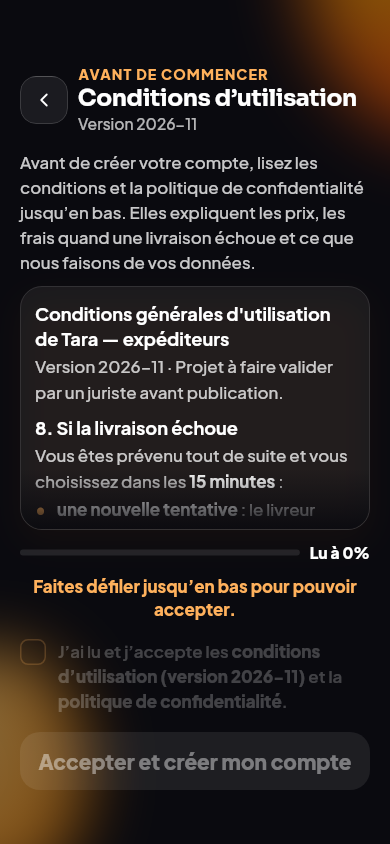 AVANT DE COMMENCER
Conditions d’utilisation
Version 2026-11
Avant de créer votre compte, lisez les
conditions et la politique de confidentialité
jusqu’en bas. Elles expliquent les prix, les
frais quand une livraison échoue et ce que
nous faisons de vos données.
Conditions générales d'utilisation
de Tara — expéditeurs
Version 2026-11 · Projet à faire valider
par un juriste avant publication.
8. Si la livraison échoue
Vous êtes prévenu tout de suite et vous
choisissez dans les 15 minutes :
• une nouvelle tentative : le livreur
Lu à 0%
Faites défiler jusqu’en bas pour pouvoir
accepter.
J’ai lu et j’accepte les conditions
d’utilisation (version 2026-11) et la
politique de confidentialité.
Accepter et créer mon compte